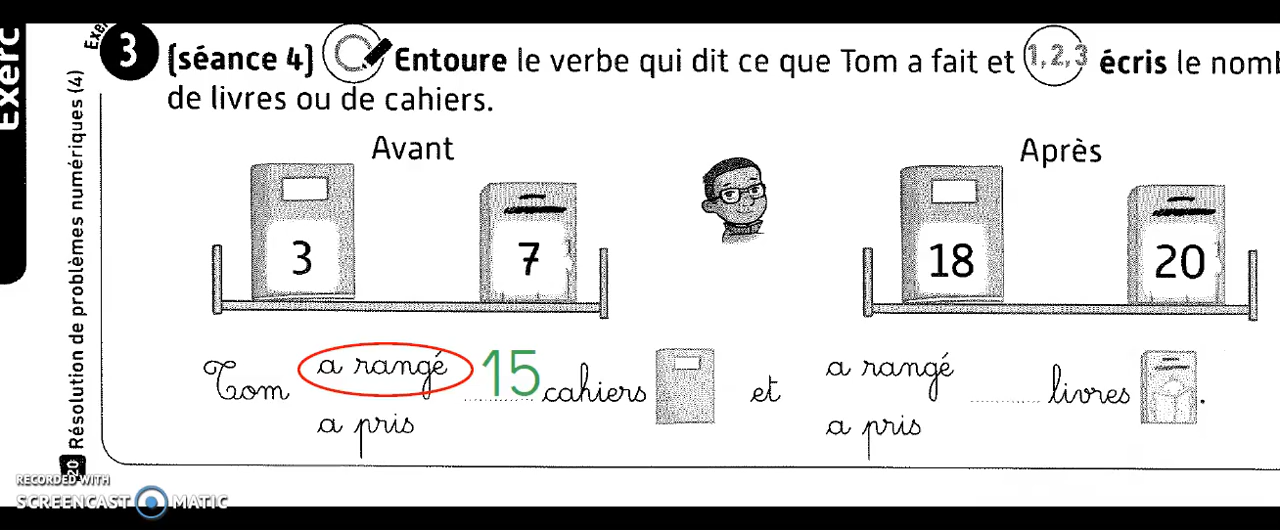 Exerc
Exer
3 (séance 4) Entoure le verbe qui dit ce que Tom a fait et 1, 2, 3 écris le nomb
de livres ou de cahiers.
Avant
Après
3
7
18
20
Tom a rangé 15 cahiers et a rangé ........... livres .
a pris
a pris
Résolution de problèmes numériques (4)
20
RECORDED WITH
SCREENCAST MATIC